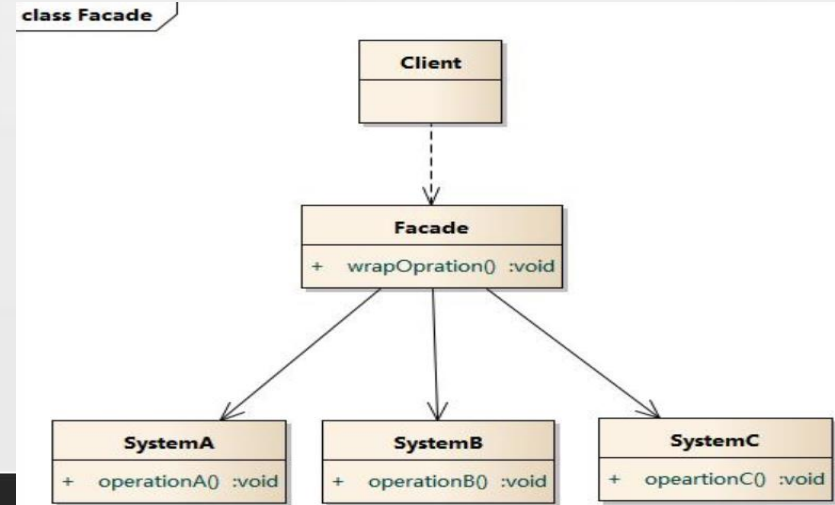 class Facade
Client
Facade
+ wrapOpration() :void
SystemA
+ operationA() :void
SystemB
+ operationB() :void
SystemC
+ opeartionC() :void